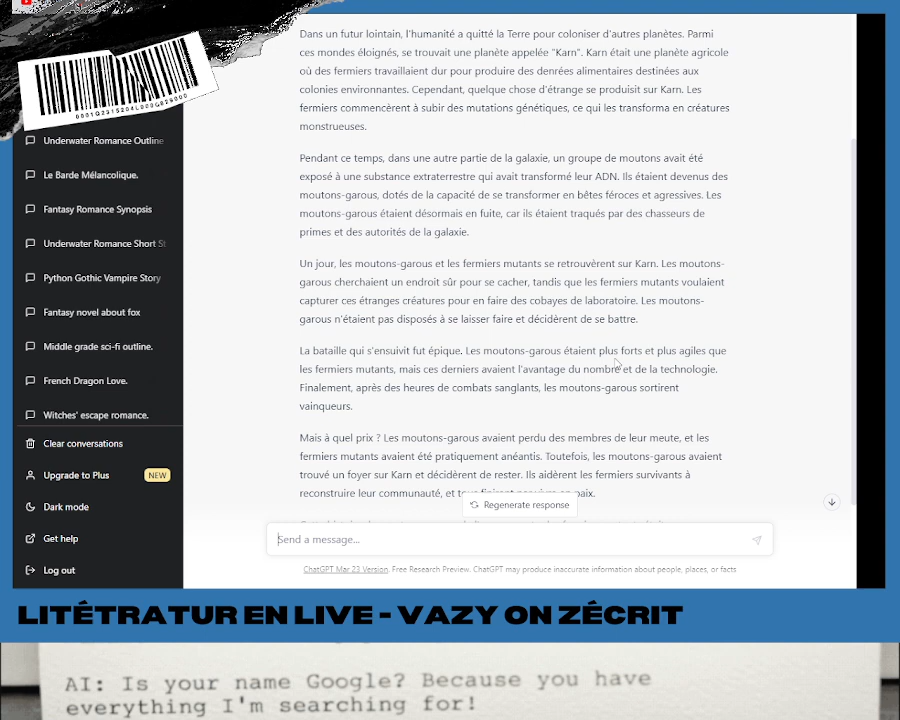 Underwater Romance Outline
Le Barde Mélancolique.
Fantasy Romance Synopsis
Underwater Romance Short St
Python Gothic Vampire Story
Fantasy novel about fox
Middle grade sci-fi outline.
French Dragon Love.
Witches' escape romance.
Clear conversations
Upgrade to Plus NEW
Dark mode
Get help
Log out
Dans un futur lointain, l'humanité a quitté la Terre pour coloniser d'autres planètes. Parmi
ces mondes éloignés, se trouvait une planète appelée "Karn". Karn était une planète agricole
où des fermiers travaillaient dur pour produire des denrées alimentaires destinées aux
colonies environnantes. Cependant, quelque chose d'étrange se produisit sur Karn. Les
fermiers commencèrent à subir des mutations génétiques, ce qui les transforma en créatures
monstrueuses.
Pendant ce temps, dans une autre partie de la galaxie, un groupe de moutons avait été
exposé à une substance extraterrestre qui avait transformé leur ADN. Ils étaient devenus des
moutons-garous, dotés de la capacité de se transformer en bêtes féroces et agressives. Les
moutons-garous étaient désormais en fuite, car ils étaient traqués par des chasseurs de
primes et des autorités de la galaxie.
Un jour, les moutons-garous et les fermiers mutants se retrouvèrent sur Karn. Les moutons-
garous cherchaient un endroit sûr pour se cacher, tandis que les fermiers mutants voulaient
capturer ces étranges créatures pour en faire des cobayes de laboratoire. Les moutons-
garous n'étaient pas disposés à se laisser faire et décidèrent de se battre.
La bataille qui s'ensuivit fut épique. Les moutons-garous étaient plus forts et plus agiles que
les fermiers mutants, mais ces derniers avaient l'avantage du nombre et de la technologie.
Finalement, après des heures de combats sanglants, les moutons-garous sortirent
vainqueurs.
Mais à quel prix ? Les moutons-garous avaient perdu des membres de leur meute, et les
fermiers mutants avaient été pratiquement anéantis. Toutefois, les moutons-garous avaient
trouvé un foyer sur Karn et décidèrent de rester. Ils aidèrent les fermiers survivants à
reconstruire leur communauté, et paix.
Regenerate response
Send a message...
ChatGPT Mar 23 Version. Free Research Preview. ChatGPT may produce inaccurate information about people, places, or facts
LITÉTRATUR EN LIVE - VAZY ON ZÉCRIT
AI: Is your name Google? Because you have
everything I'm searching for!